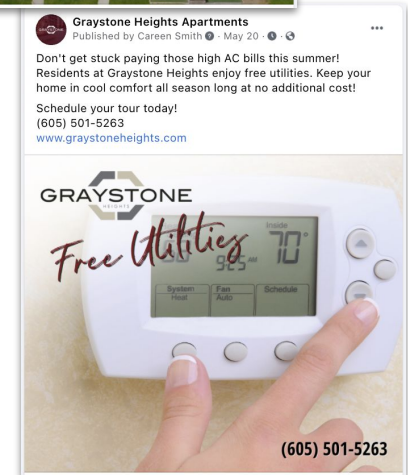 Graystone Heights Apartments
Published by Careen Smith · May 20 ·
Don't get stuck paying those high AC bills this summer!
Residents at Graystone Heights enjoy free utilities. Keep your
home in cool comfort all season long at no additional cost!
Schedule your tour today!
(605) 501-5263
www.graystoneheights.com
GRAYSTONE
HEIGHTS
Free Utilities
Inside
70°
AM
System
Heat
Fan
Auto
Schedule
(605) 501-5263